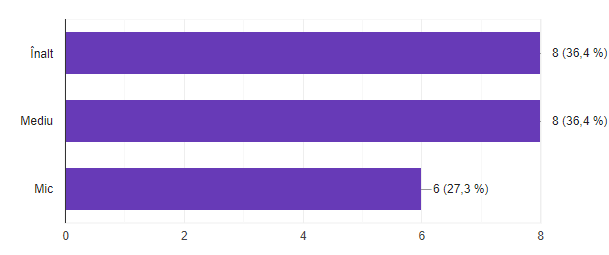 Înalt 8 (36,4 %)
Mediu 8 (36,4 %)
Mic 6 (27,3 %)
0 2 4 6 8